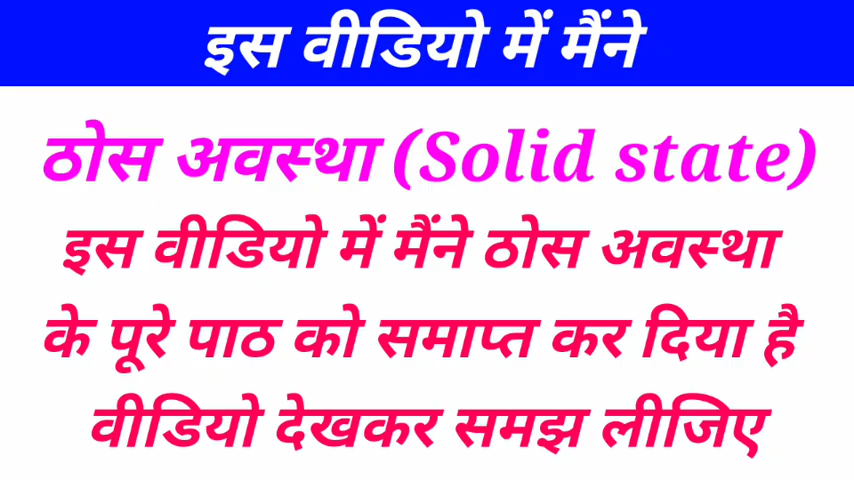 इस वीडियो में मैंने
ठोस अवस्था (Solid state)
इस वीडियो में मैंने ठोस अवस्था
के पूरे पाठ को समाप्त कर दिया है
वीडियो देखकर समझ लीजिए